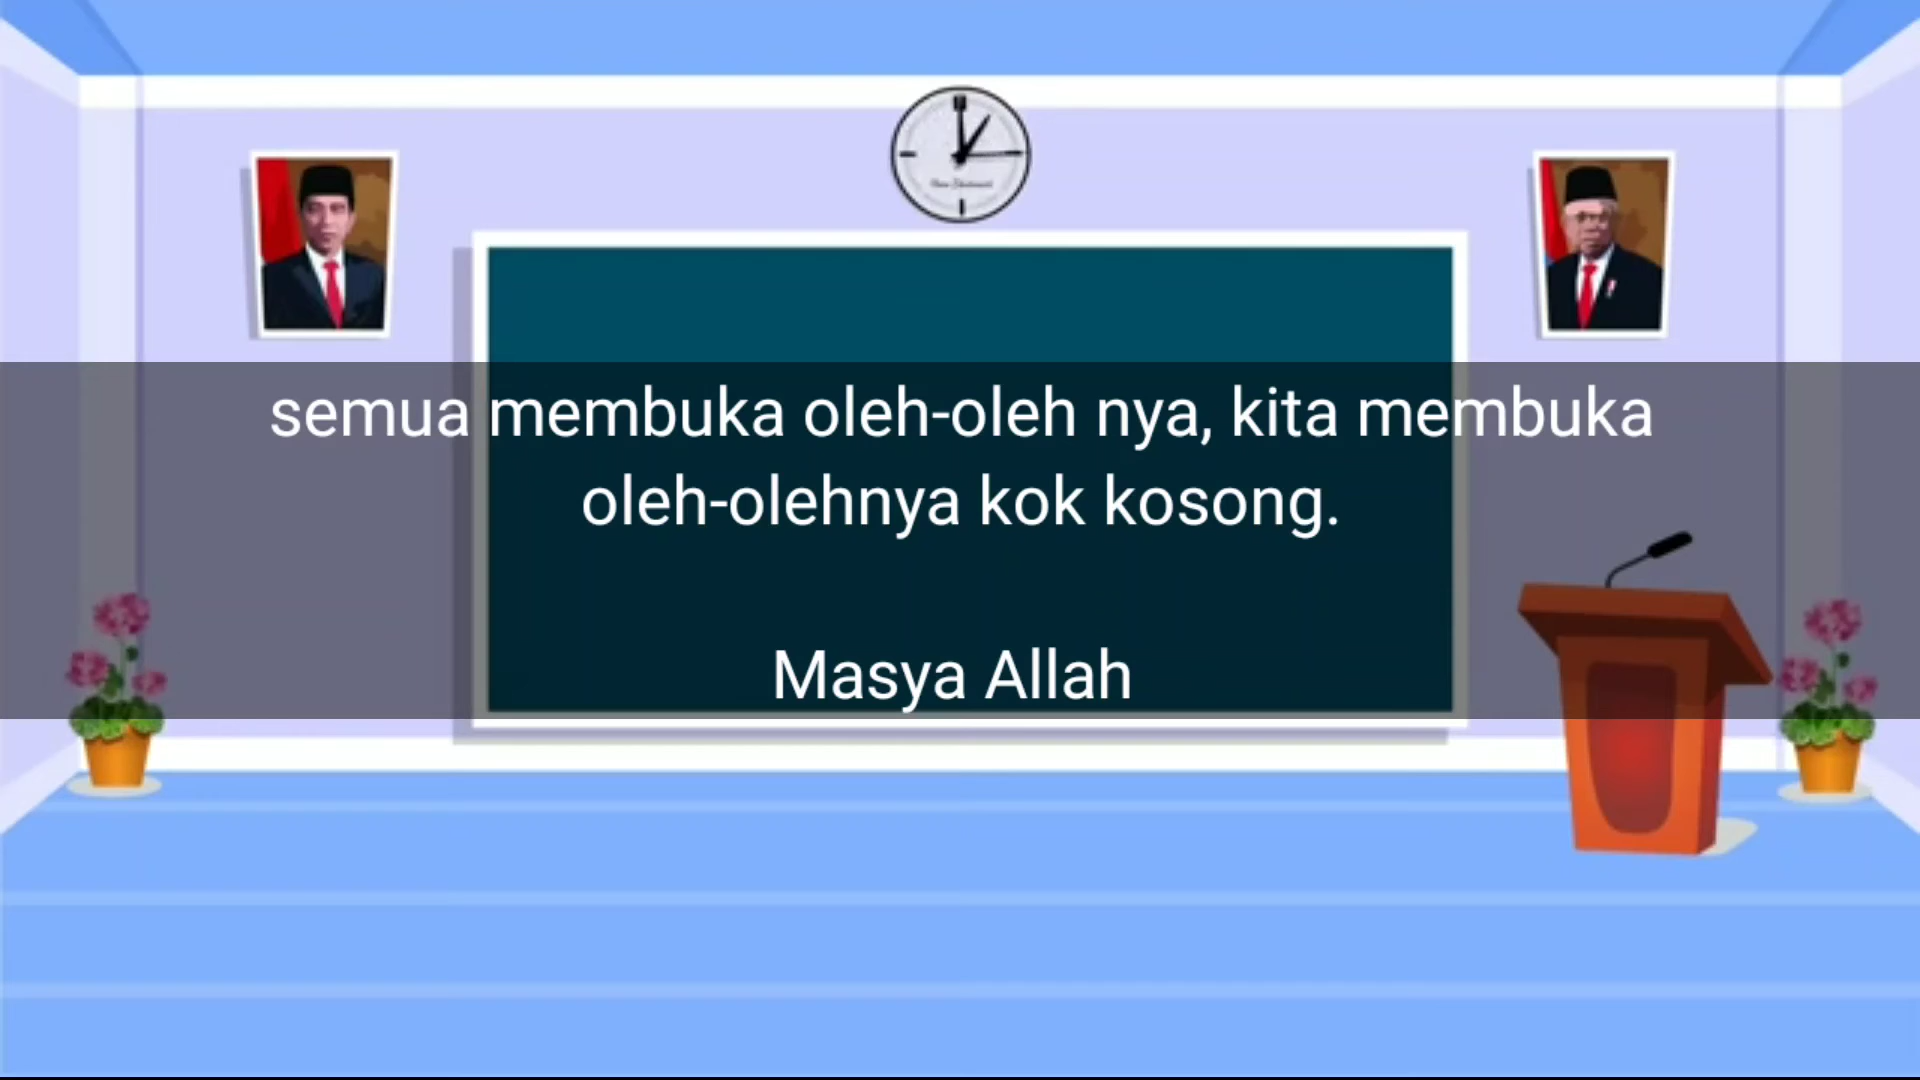 semua membuka oleh-oleh nya, kita membuka
oleh-olehnya kok kosong.
Masya Allah